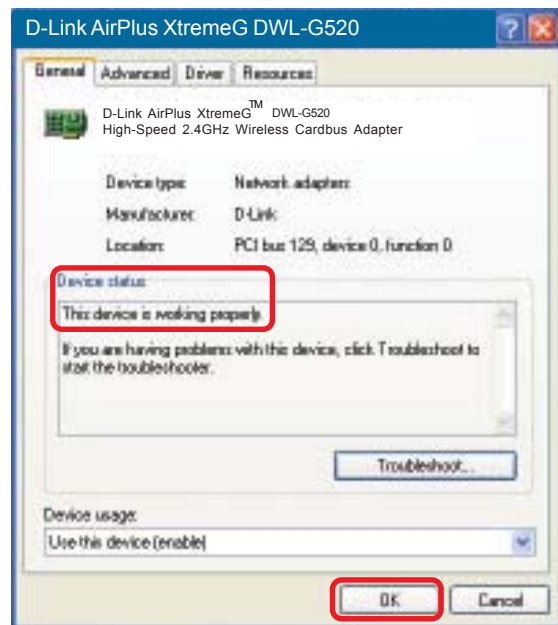 D-Link AirPlus XtremeG DWL-G520
General Advanced Driver Resources
D-Link AirPlus XtremeG™ DWL-G520
High-Speed 2.4GHz Wireless Cardbus Adapter
Device type: Network adapters
Manufacturer: D-Link
Location: PCI bus 129, device 0, function 0
Device status
This device is working properly.
If you are having problems with this device, click Troubleshoot to
start the troubleshooter.
Troubleshoot...
Device usage:
Use this device (enable)
OK Cancel